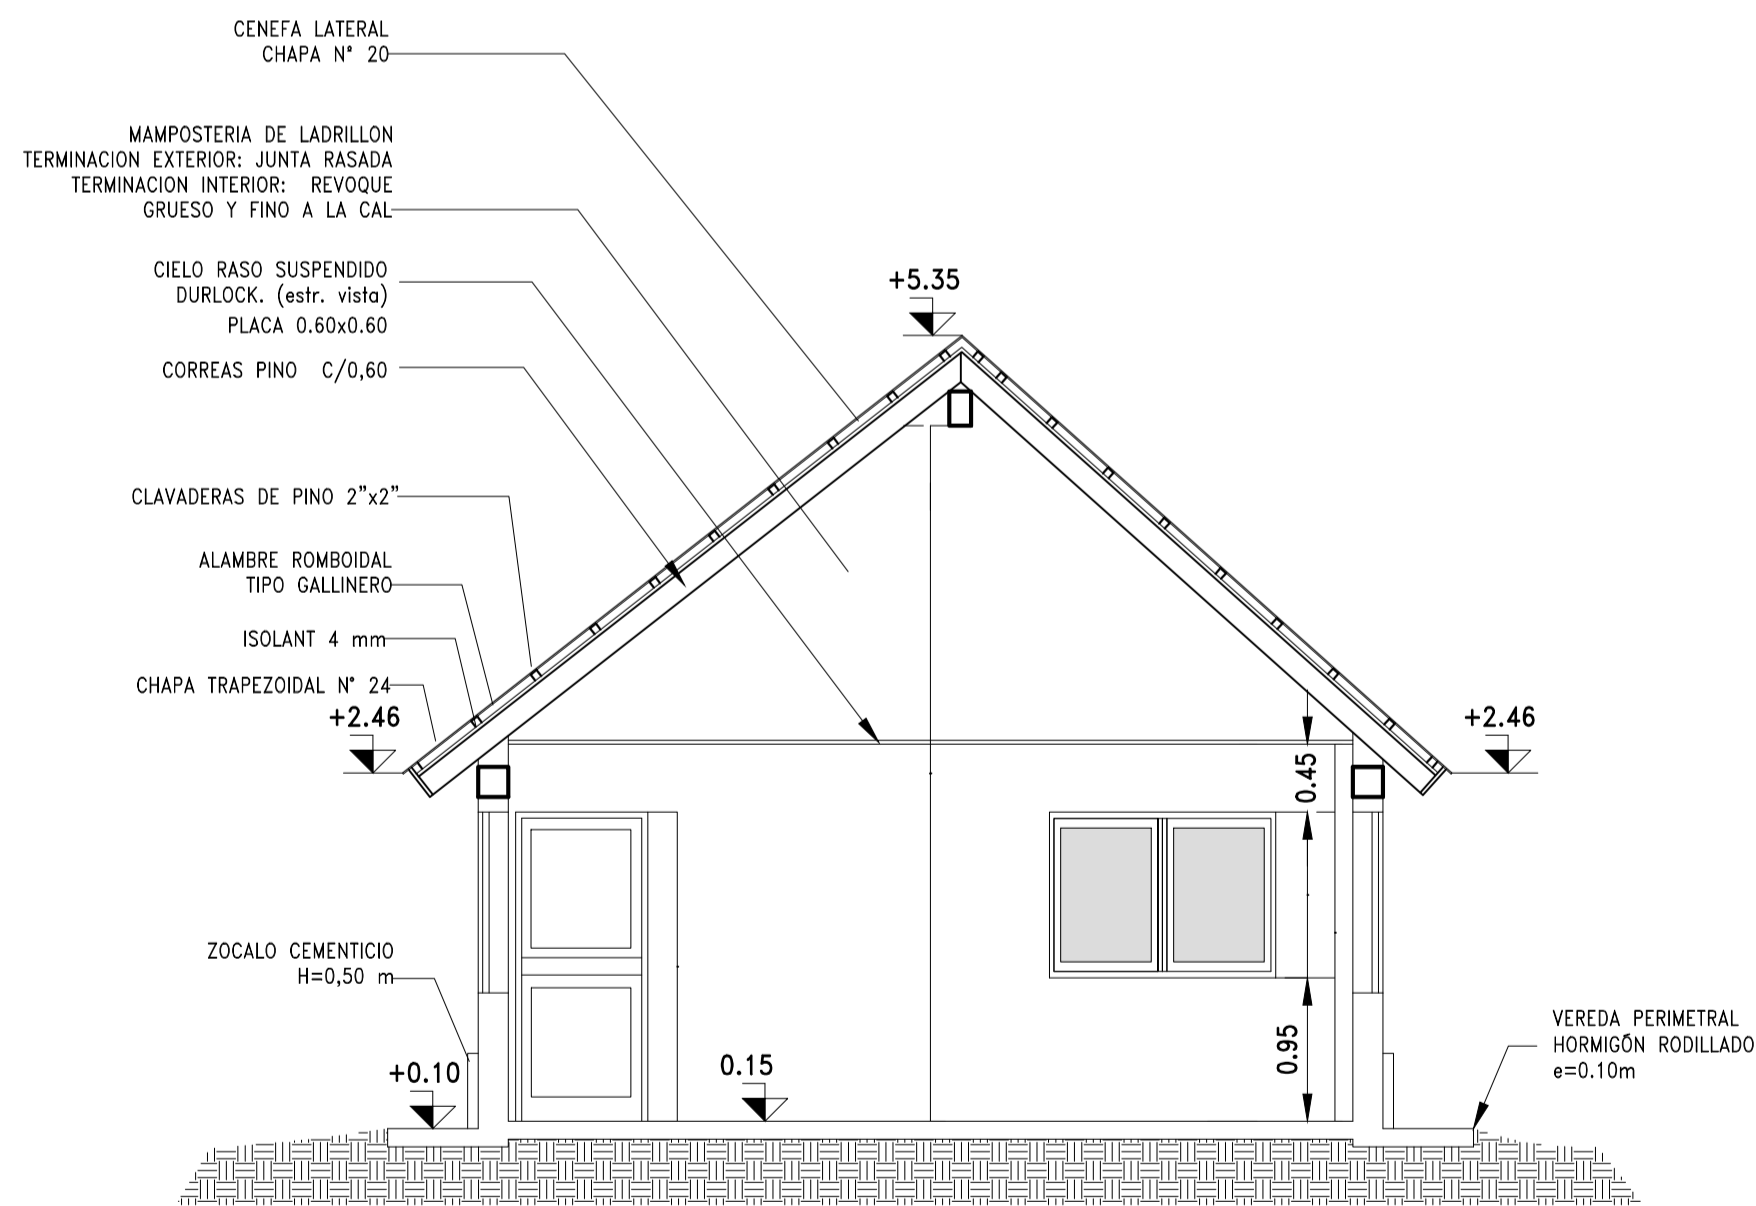 CENEFA LATERAL
CHAPA N° 20
MAMPOSTERIA DE LADRILLON
TERMINACION EXTERIOR: JUNTA RASADA
TERMINACION INTERIOR: REVOQUE
GRUESO Y FINO A LA CAL
CIELO RASO SUSPENDIDO
DURLOCK. (estr. vista)
PLACA 0.60x0.60
CORREAS PINO C/0,60
CLAVADERAS DE PINO 2"x2"
ALAMBRE ROMBOIDAL
TIPO GALLINERO
ISOLANT 4 mm
CHAPA TRAPEZOIDAL N° 24
+2.46
+5.35
+2.46
0.45
0.95
ZOCALO CEMENTICIO
H=0,50 m
+0.10
0.15
VEREDA PERIMETRAL
HORMIGÓN RODILLADO
e=0.10m